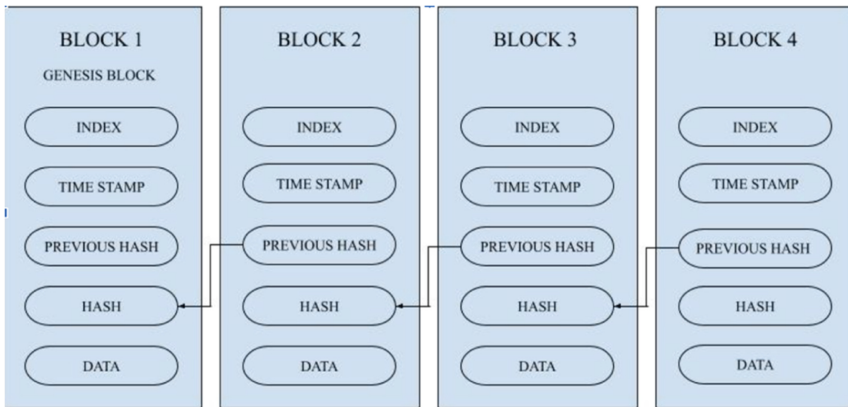 BLOCK 1
GENESIS BLOCK
INDEX
TIME STAMP
PREVIOUS HASH
HASH
DATA
BLOCK 2
INDEX
TIME STAMP
PREVIOUS HASH
HASH
DATA
BLOCK 3
INDEX
TIME STAMP
PREVIOUS HASH
HASH
DATA
BLOCK 4
INDEX
TIME STAMP
PREVIOUS HASH
HASH
DATA